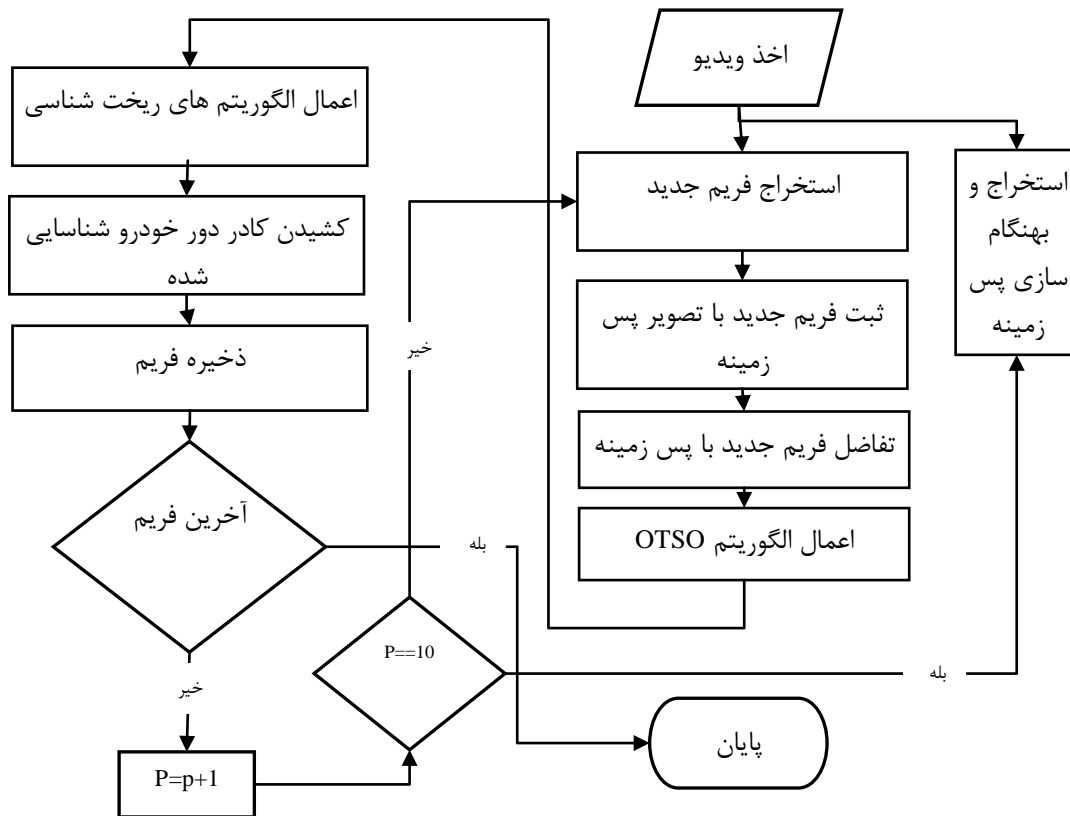 اخذ ویدیو
استخراج فریم جدید
استخراج و
بهنگام
سازی پس
زمینه
ثبت فریم جدید با تصویر پس
زمینه
تفاضل فریم جدید با پس زمینه
اعمال الگوریتم OTSO
اعمال الگوریتم های ریخت شناسی
کشیدن کادر دور خودرو شناسایی
شده
ذخیره فریم
آخرین فریم
بله
خیر
P=p+1
P==10
خیر
بله
پایان